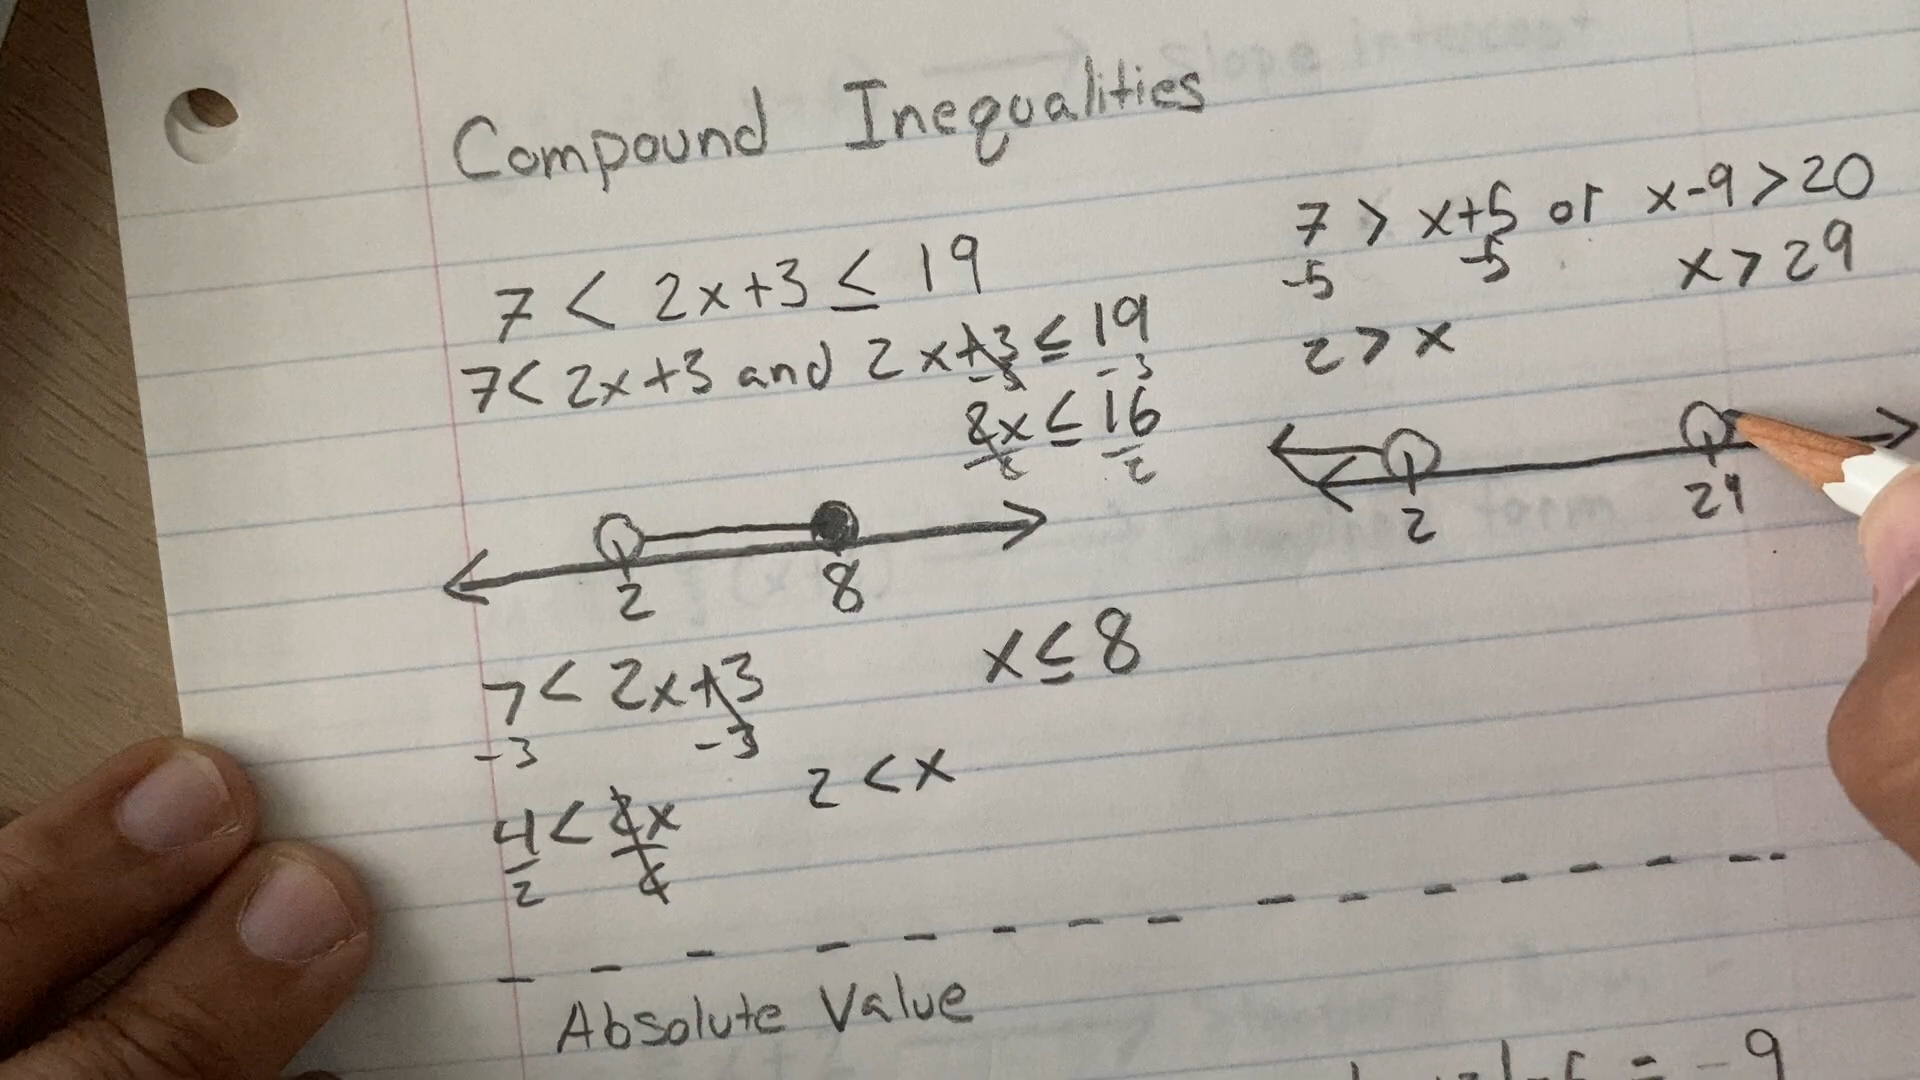 Compound Inequalities
7 < 2x+3 ≤ 19
7 < 2x+3 and 2x+3 ≤ 19
-3 -3
2x ≤ 16
2 2
2 8
x ≤ 8
7 < 2x+3
-3 -3
2 < x
4 < 2x
2 2
7 > x+5 or x-9 > 20
-5 -5 x > 29
2 > x
2 29
Absolute Value
= -9